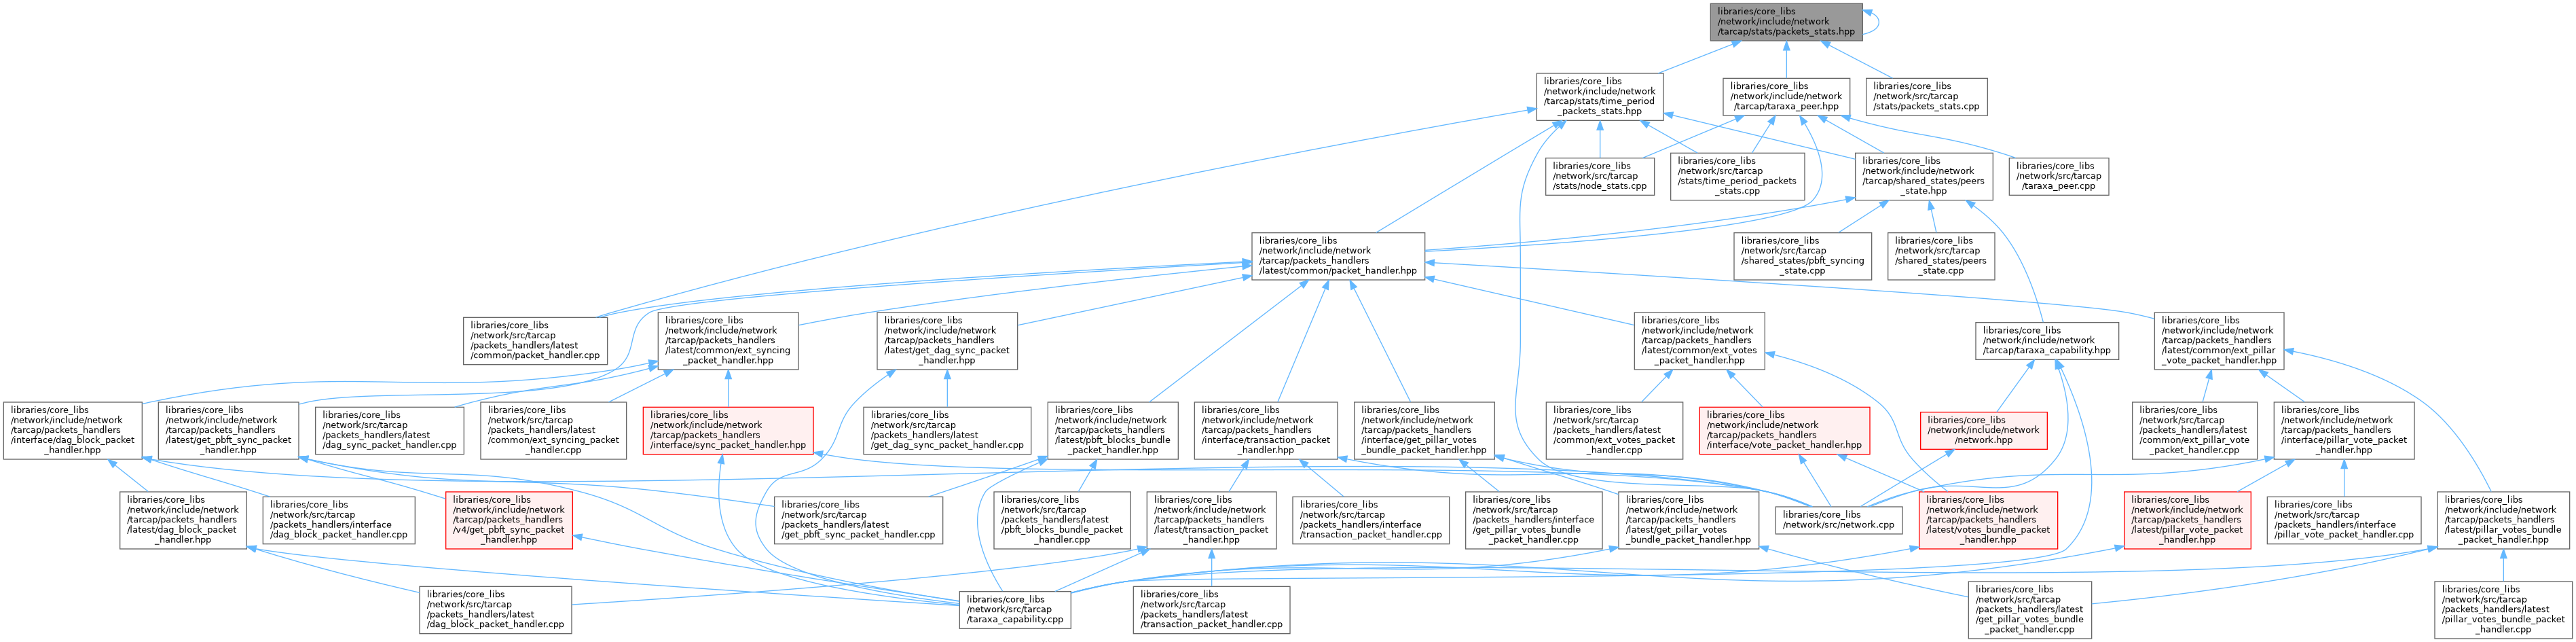 libraries/core_libs
/network/include/network
/tarcap/stats/packets_stats.hpp
libraries/core_libs
/network/include/network
/tarcap/stats/time_period
_packets_stats.hpp
libraries/core_libs
/network/include/network
/tarcap/taraxa_peer.hpp
libraries/core_libs
/network/src/tarcap
/stats/packets_stats.cpp
libraries/core_libs
/network/src/tarcap
/stats/node_stats.cpp
libraries/core_libs
/network/src/tarcap
/stats/time_period_packets
_stats.cpp
libraries/core_libs
/network/include/network
/tarcap/shared_states/peers
_state.hpp
libraries/core_libs
/network/src/tarcap
/taraxa_peer.cpp
libraries/core_libs
/network/include/network
/tarcap/packets_handlers
/latest/common/packet_handler.hpp
libraries/core_libs
/network/src/tarcap
/shared_states/pbft_syncing
_state.cpp
libraries/core_libs
/network/src/tarcap
/shared_states/peers
_state.cpp
libraries/core_libs
/network/src/tarcap
/packets_handlers/latest
/common/packet_handler.cpp
libraries/core_libs
/network/include/network
/tarcap/packets_handlers
/latest/common/ext_syncing
_packet_handler.hpp
libraries/core_libs
/network/include/network
/tarcap/packets_handlers
/latest/get_dag_sync_packet
_handler.hpp
libraries/core_libs
/network/include/network
/tarcap/packets_handlers
/latest/common/ext_votes
_packet_handler.hpp
libraries/core_libs
/network/include/network
/tarcap/taraxa_capability.hpp
libraries/core_libs
/network/include/network
/tarcap/packets_handlers
/latest/common/ext_pillar
_vote_packet_handler.hpp
libraries/core_libs
/network/include/network
/tarcap/packets_handlers
/interface/dag_block_packet
_handler.hpp
libraries/core_libs
/network/include/network
/tarcap/packets_handlers
/latest/get_pbft_sync_packet
_handler.hpp
libraries/core_libs
/network/src/tarcap
/packets_handlers/latest
/dag_sync_packet_handler.cpp
libraries/core_libs
/network/src/tarcap
/packets_handlers/latest
/common/ext_syncing_packet
_handler.cpp
libraries/core_libs
/network/include/network
/tarcap/packets_handlers
/interface/sync_packet_handler.hpp
libraries/core_libs
/network/src/tarcap
/packets_handlers/latest
/get_dag_sync_packet_handler.cpp
libraries/core_libs
/network/include/network
/tarcap/packets_handlers
/latest/pbft_blocks_bundle
_packet_handler.hpp
libraries/core_libs
/network/include/network
/tarcap/packets_handlers
/interface/transaction_packet
_handler.hpp
libraries/core_libs
/network/include/network
/tarcap/packets_handlers
/interface/get_pillar_votes
_bundle_packet_handler.hpp
libraries/core_libs
/network/src/tarcap
/packets_handlers/latest
/common/ext_votes_packet
_handler.cpp
libraries/core_libs
/network/include/network
/tarcap/packets_handlers
/interface/vote_packet_handler.hpp
libraries/core_libs
/network/include/network
/network.hpp
libraries/core_libs
/network/src/tarcap
/packets_handlers/latest
/common/ext_pillar_vote
_packet_handler.cpp
libraries/core_libs
/network/include/network
/tarcap/packets_handlers
/interface/pillar_vote_packet
_handler.hpp
libraries/core_libs
/network/include/network
/tarcap/packets_handlers
/latest/dag_block_packet
_handler.hpp
libraries/core_libs
/network/src/tarcap
/packets_handlers/interface
/dag_block_packet_handler.cpp
libraries/core_libs
/network/include/network
/tarcap/packets_handlers
/v4/get_pbft_sync_packet
_handler.hpp
libraries/core_libs
/network/src/tarcap
/packets_handlers/latest
/get_pbft_sync_packet_handler.cpp
libraries/core_libs
/network/src/tarcap
/packets_handlers/latest
/pbft_blocks_bundle_packet
_handler.cpp
libraries/core_libs
/network/include/network
/tarcap/packets_handlers
/latest/transaction_packet
_handler.hpp
libraries/core_libs
/network/src/tarcap
/packets_handlers/interface
/transaction_packet_handler.cpp
libraries/core_libs
/network/src/tarcap
/packets_handlers/interface
/get_pillar_votes_bundle
_packet_handler.cpp
libraries/core_libs
/network/include/network
/tarcap/packets_handlers
/latest/get_pillar_votes
_bundle_packet_handler.hpp
libraries/core_libs
/network/src/network.cpp
libraries/core_libs
/network/include/network
/tarcap/packets_handlers
/latest/votes_bundle_packet
_handler.hpp
libraries/core_libs
/network/include/network
/tarcap/packets_handlers
/latest/pillar_vote_packet
_handler.hpp
libraries/core_libs
/network/src/tarcap
/packets_handlers/interface
/pillar_vote_packet_handler.cpp
libraries/core_libs
/network/include/network
/tarcap/packets_handlers
/latest/pillar_votes_bundle
_packet_handler.hpp
libraries/core_libs
/network/src/tarcap
/packets_handlers/latest
/dag_block_packet_handler.cpp
libraries/core_libs
/network/src/tarcap
/taraxa_capability.cpp
libraries/core_libs
/network/src/tarcap
/packets_handlers/latest
/transaction_packet_handler.cpp
libraries/core_libs
/network/src/tarcap
/packets_handlers/latest
/get_pillar_votes_bundle
_packet_handler.cpp
libraries/core_libs
/network/src/tarcap
/packets_handlers/latest
/pillar_votes_bundle_packet
_handler.cpp